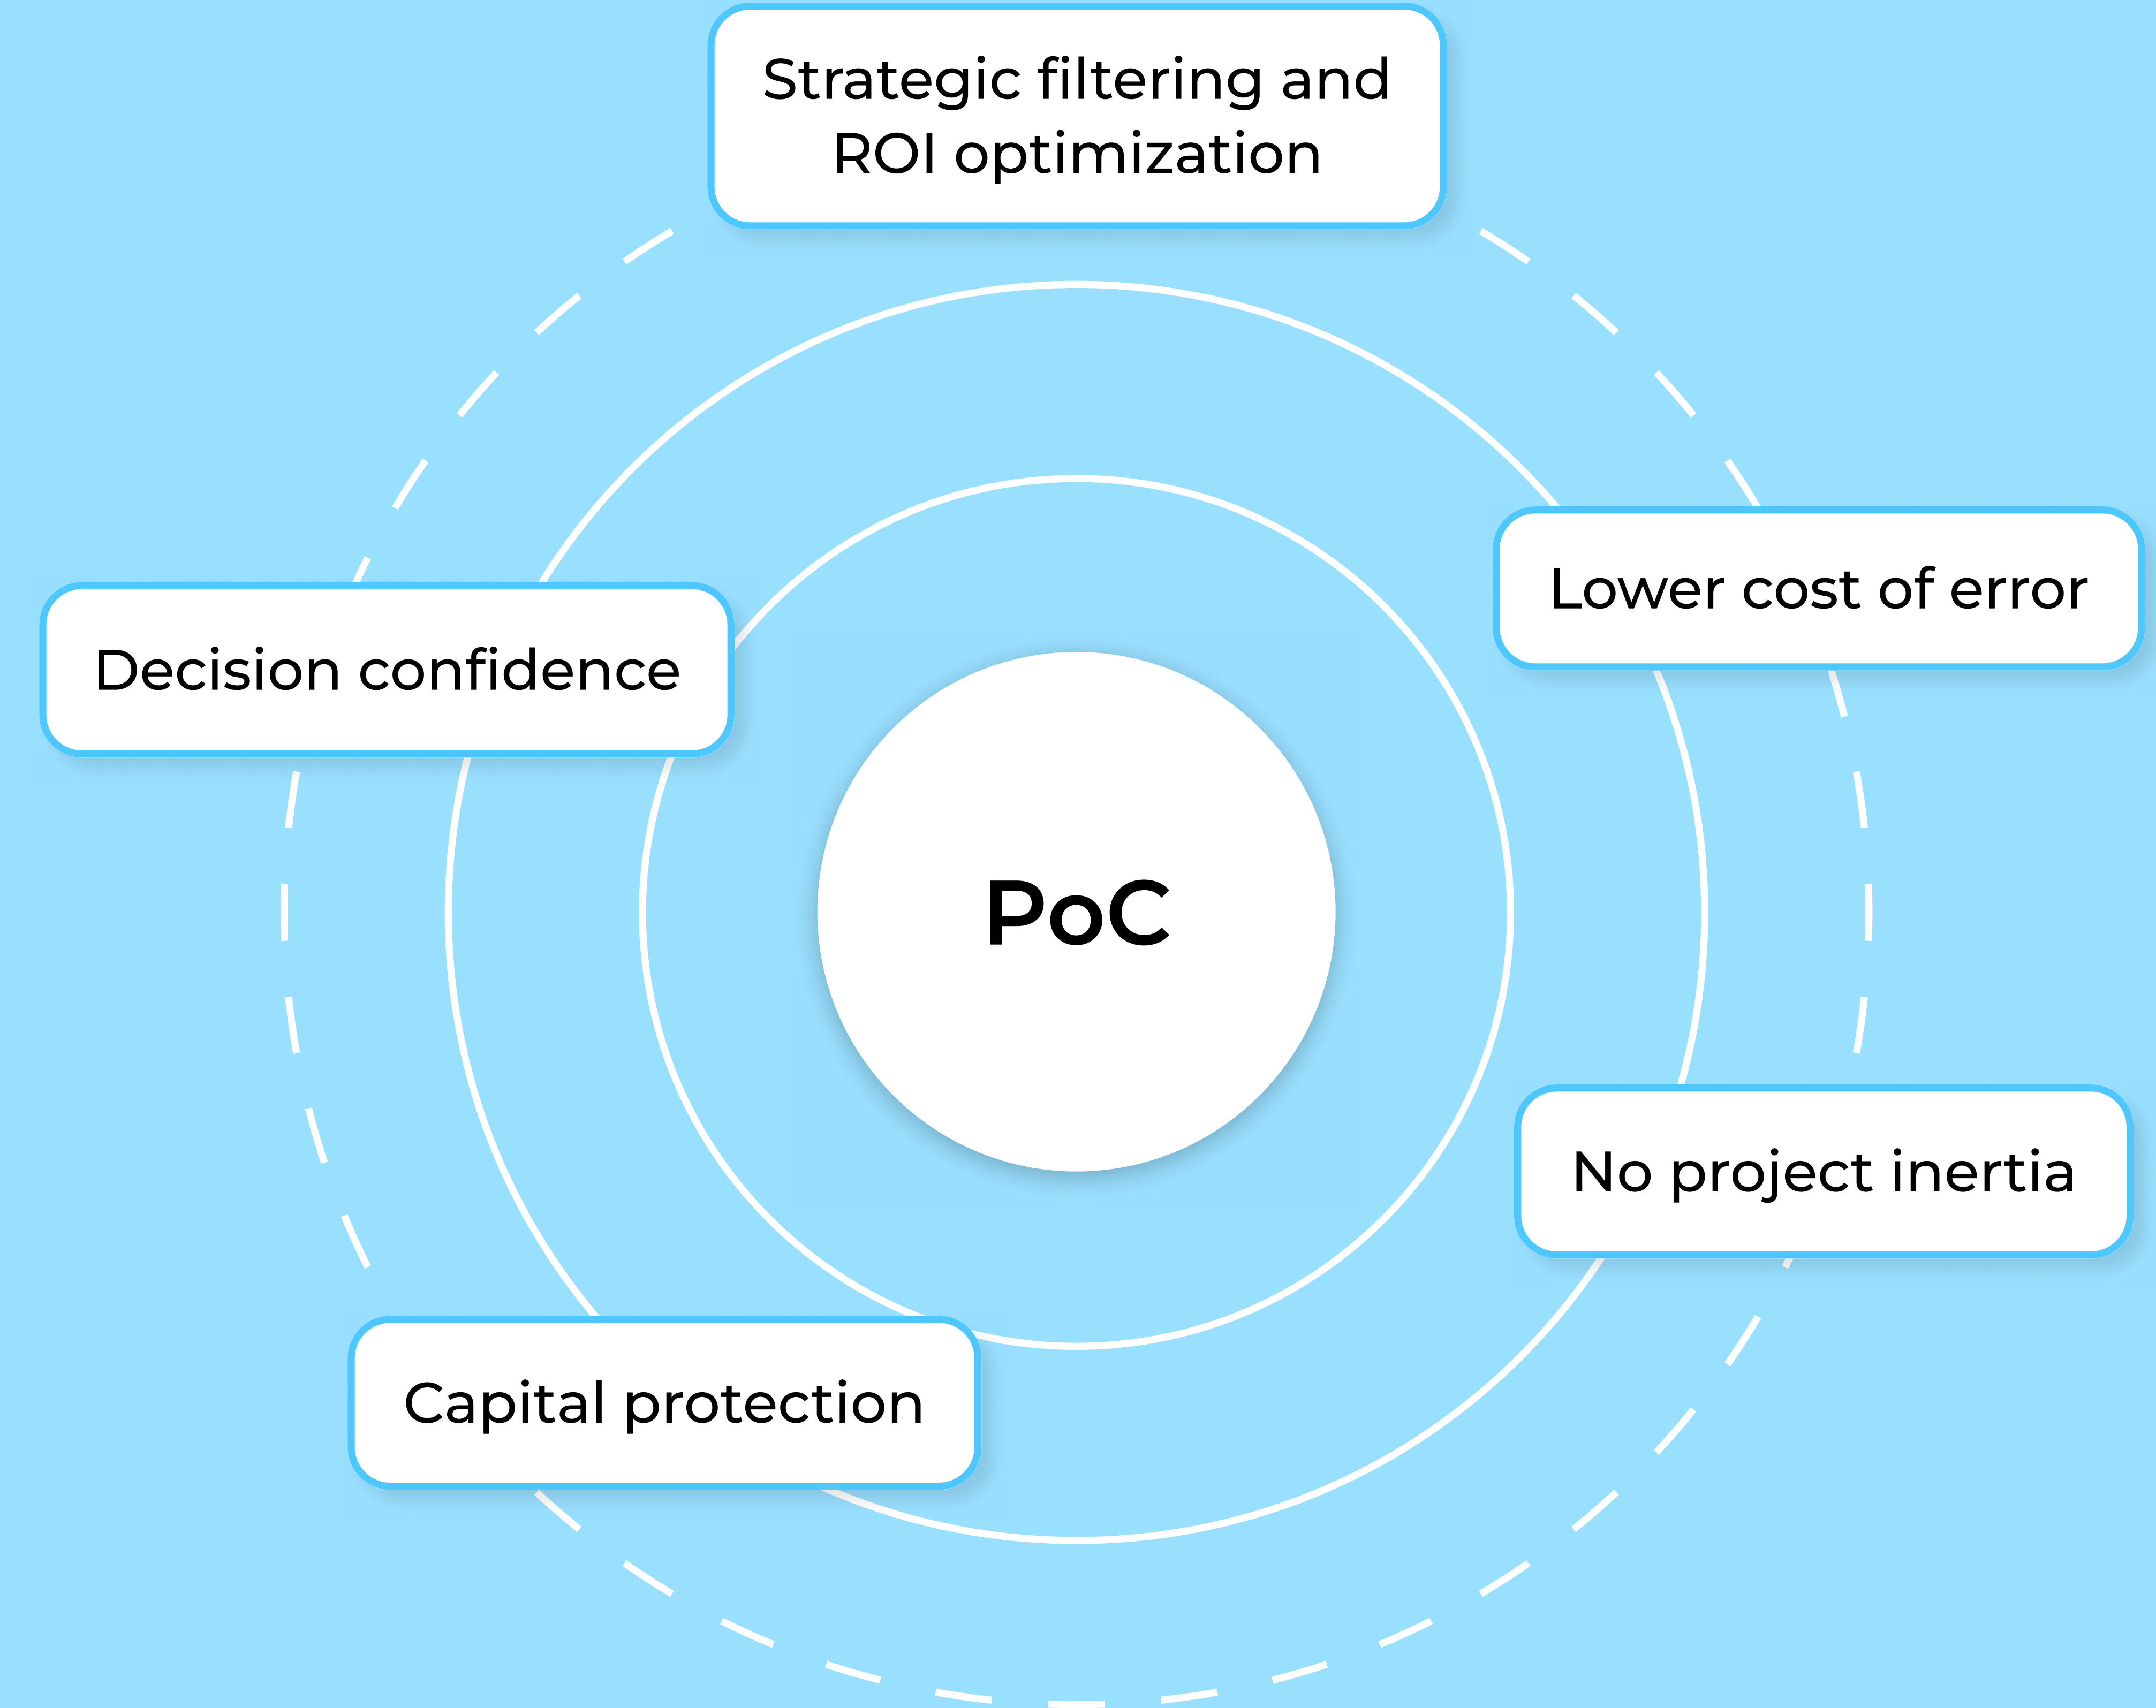 Strategic filtering and
ROI optimization
Lower cost of error
Decision confidence
PoC
No project inertia
Capital protection